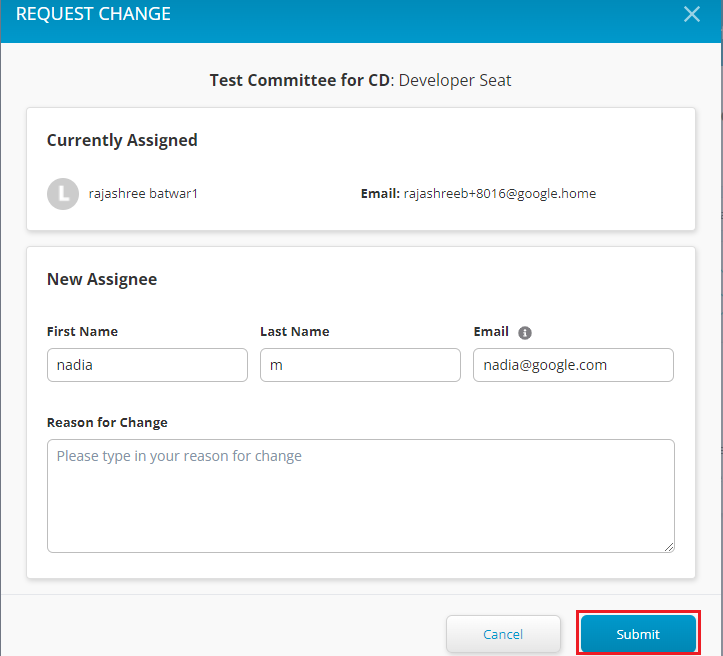 REQUEST CHANGE
Test Committee for CD: Developer Seat
Currently Assigned
L rajashree batwar1 Email: rajashreeb+8016@google.home
New Assignee
First Name Last Name Email i
nadia m nadia@google.com
Reason for Change
Please type in your reason for change
Cancel Submit